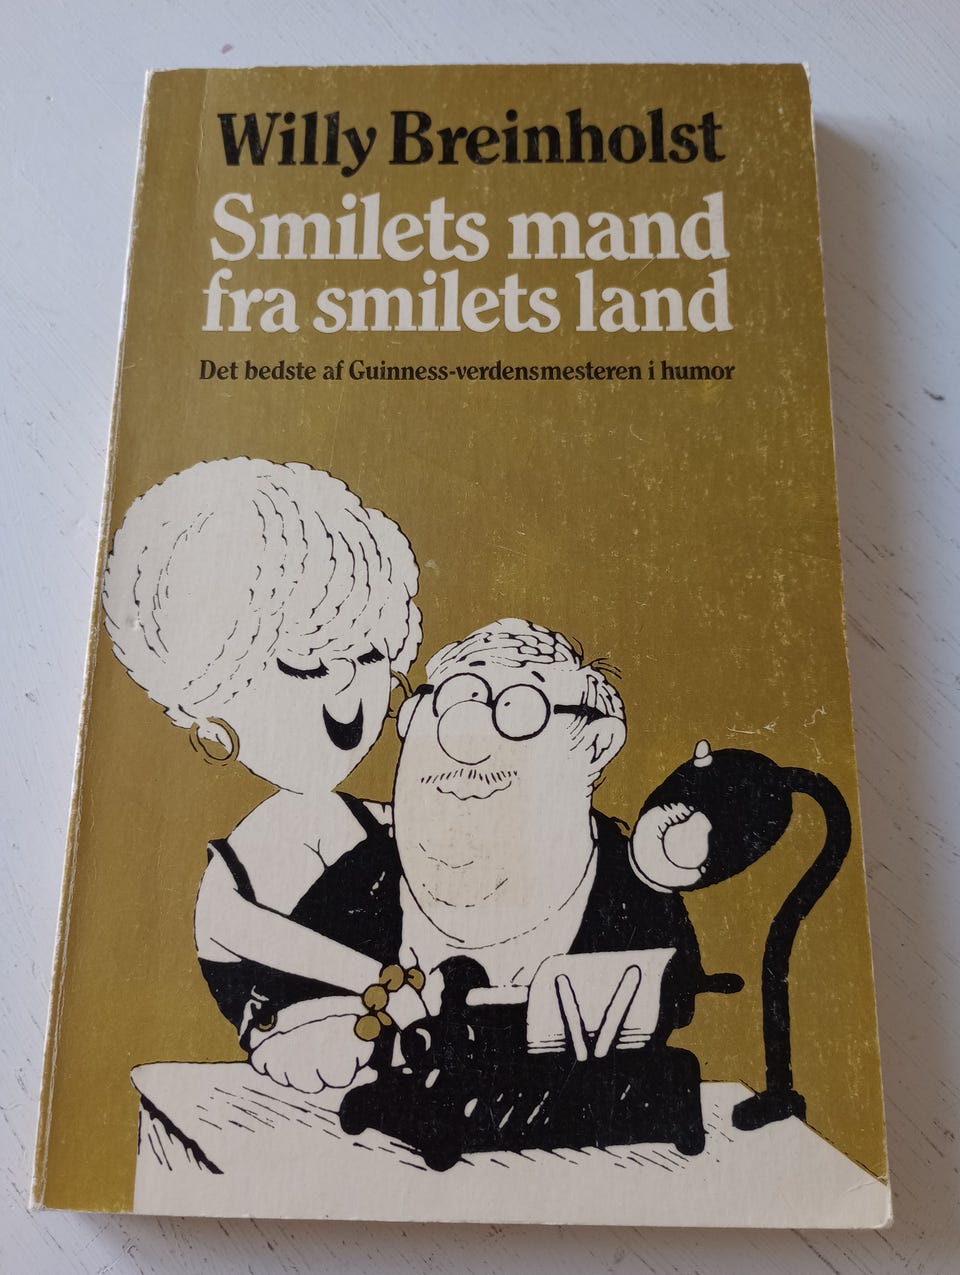 Willy Breinholst
Smilets mand
fra smilets land
Det bedste af Guinness-verdensmesteren i humor